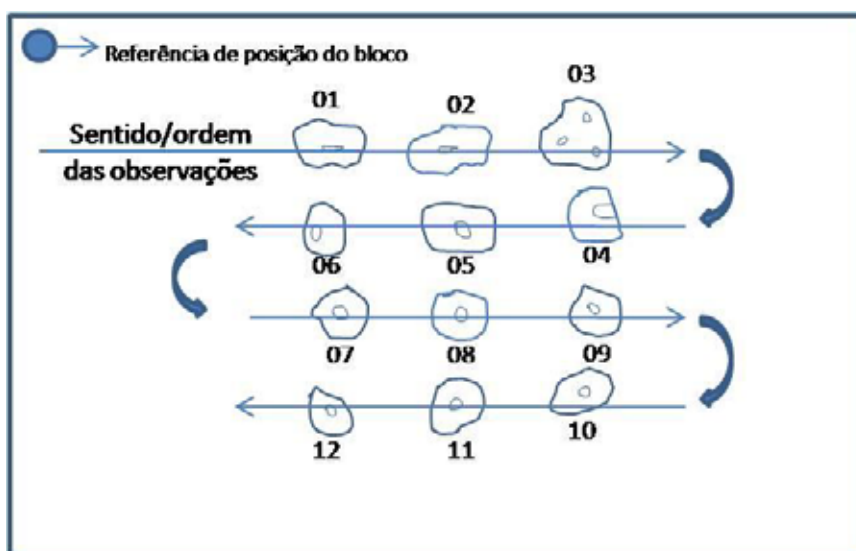 Referência de posição do bloco
03
01 02
Sentido/ordem
das observações
06 05 04
07 08 09
12 11 10